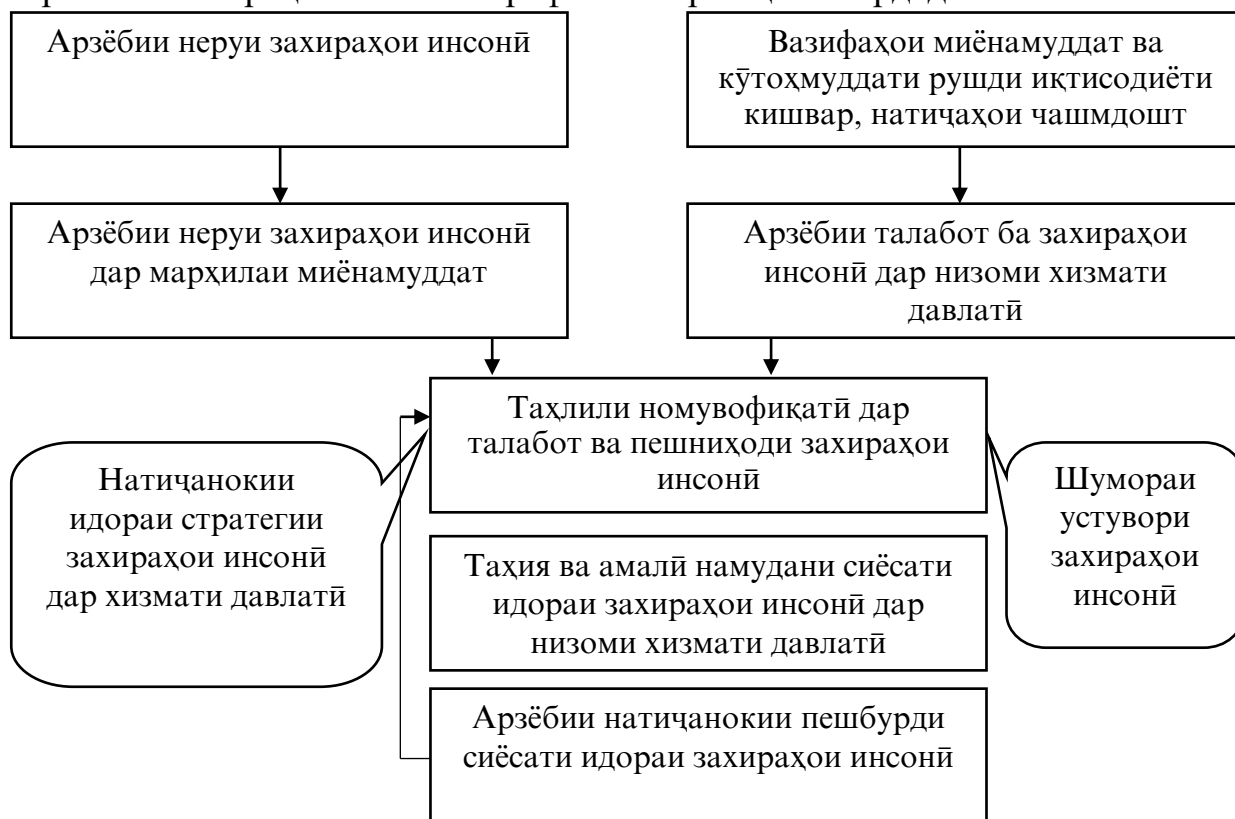 Арзёбии неруи захираҳои инсонӣ
Вазифаҳои миёнамуддат ва
кӯтоҳмуддати рушди иқтисодиёти
кишвар, натиҷаҳои чашмдошт
Арзёбии неруи захираҳои инсонӣ
дар марҳилаи миёнамуддат
Арзёбии талабот ба захираҳои
инсонӣ дар низоми хизмати
давлатӣ
Таҳлили номувофиқатӣ дар
талабот ва пешниҳоди захираҳои
инсонӣ
Натиҷанокии
идораи стратегии
захираҳои инсонӣ
дар хизмати давлатӣ
Шумораи
устувори
захираҳои
инсонӣ
Таҳия ва амалӣ намудани сиёсати
идораи захираҳои инсонӣ дар
низоми хизмати давлатӣ
Арзёбии натиҷанокии пешбурди
сиёсати идораи захираҳои инсонӣ